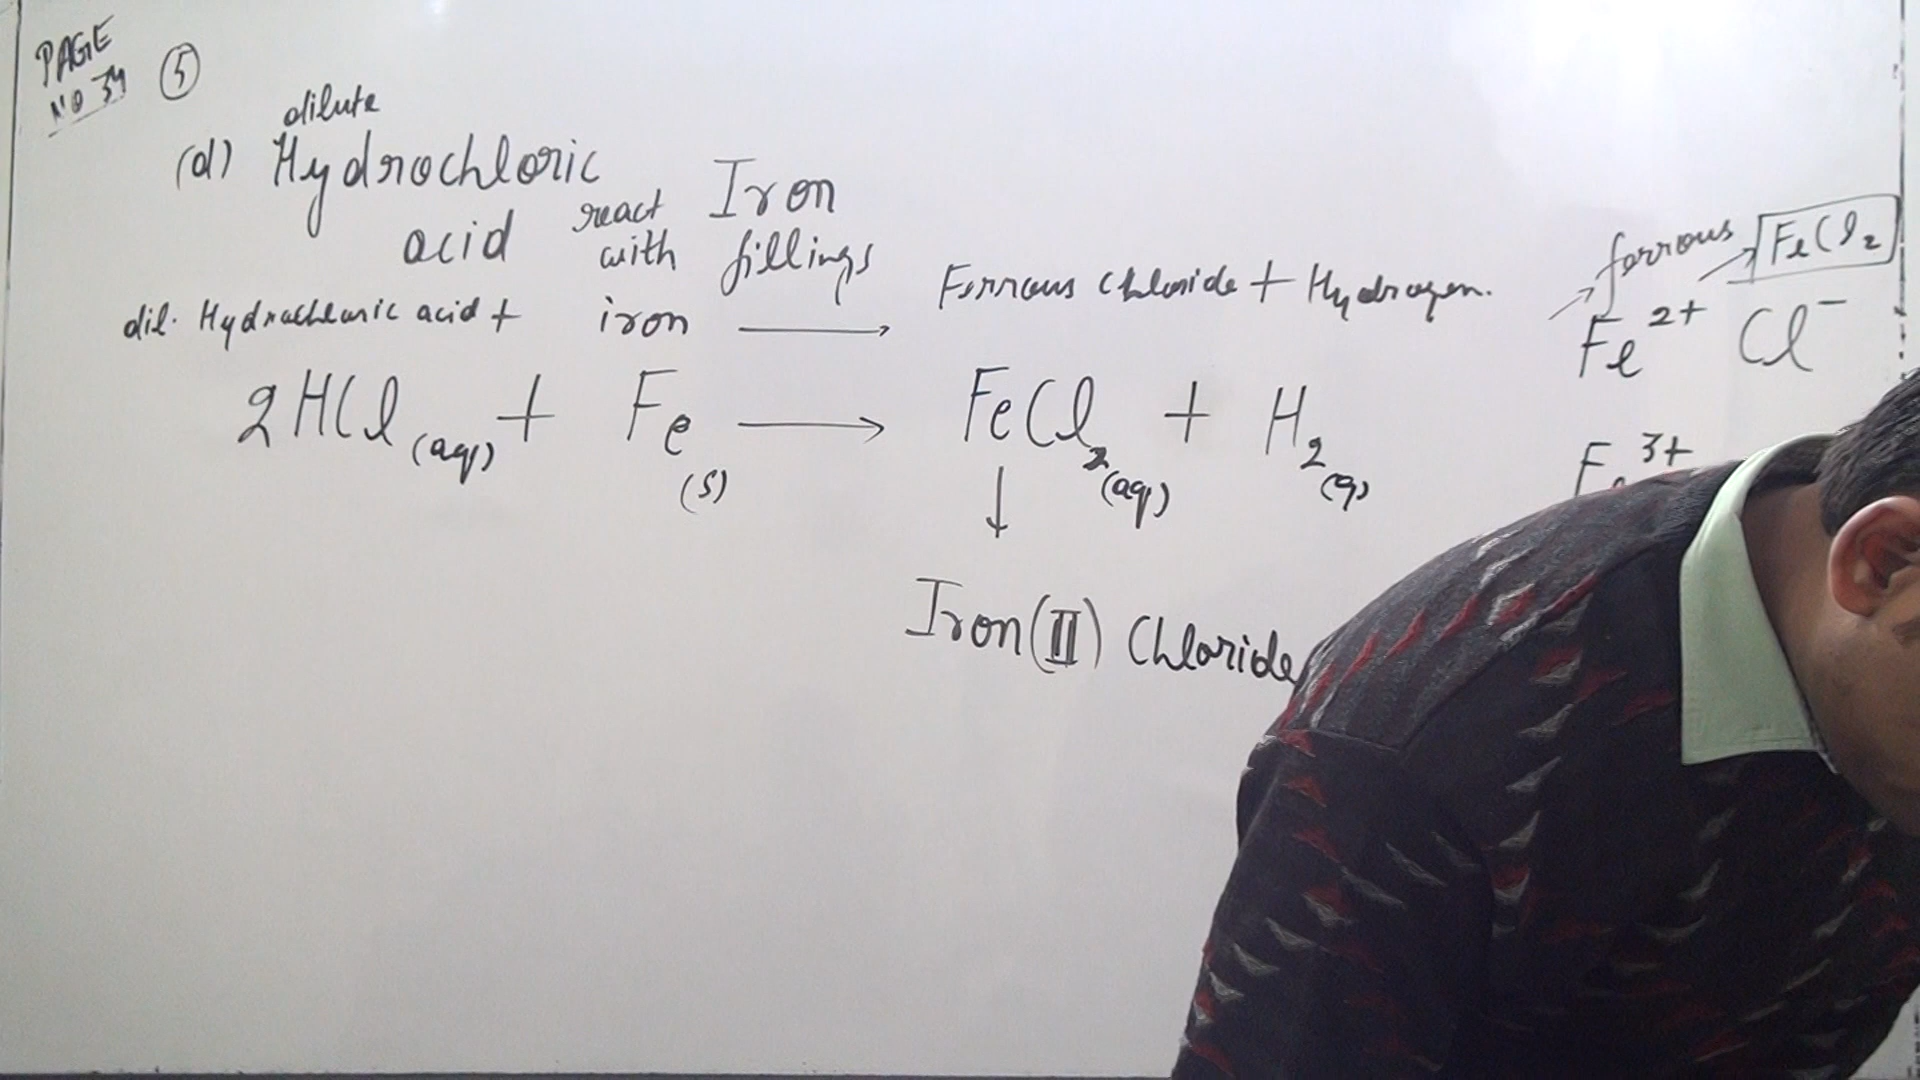 PAGE
NO 34
5
dilute
(d) Hydrochloric
acid react with Iron fillings
dil. Hydrochloric acid + iron ⟶ Ferrous Chloride + Hydrogen.
2HCl (aq) + Fe (s) ⟶ FeCl₂ (aq) + H₂ (g)
↓
Iron (II) Chloride
ferrous FeCl₂
Fe²⁺ Cl⁻
Fe³⁺